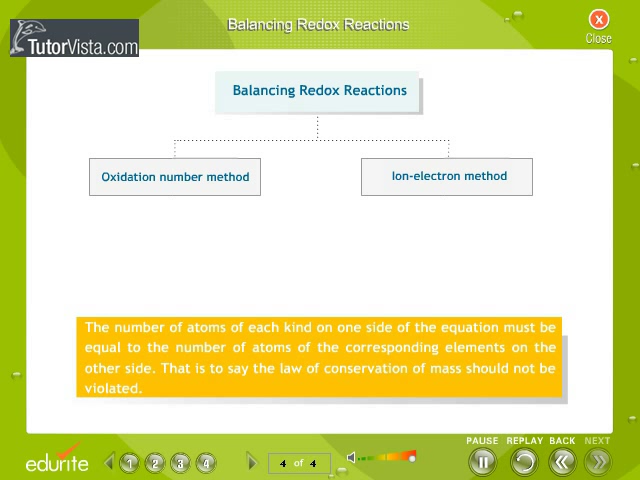 Balancing Redox Reactions
X
Close
TutorVista.com
Balancing Redox Reactions
Oxidation number method
Ion-electron method
The number of atoms of each kind on one side of the equation must be
equal to the number of atoms of the corresponding elements on the
other side. That is to say the law of conservation of mass should not be
violated.
PAUSE REPLAY BACK NEXT
edurite
1 2 3 4
4 of 4